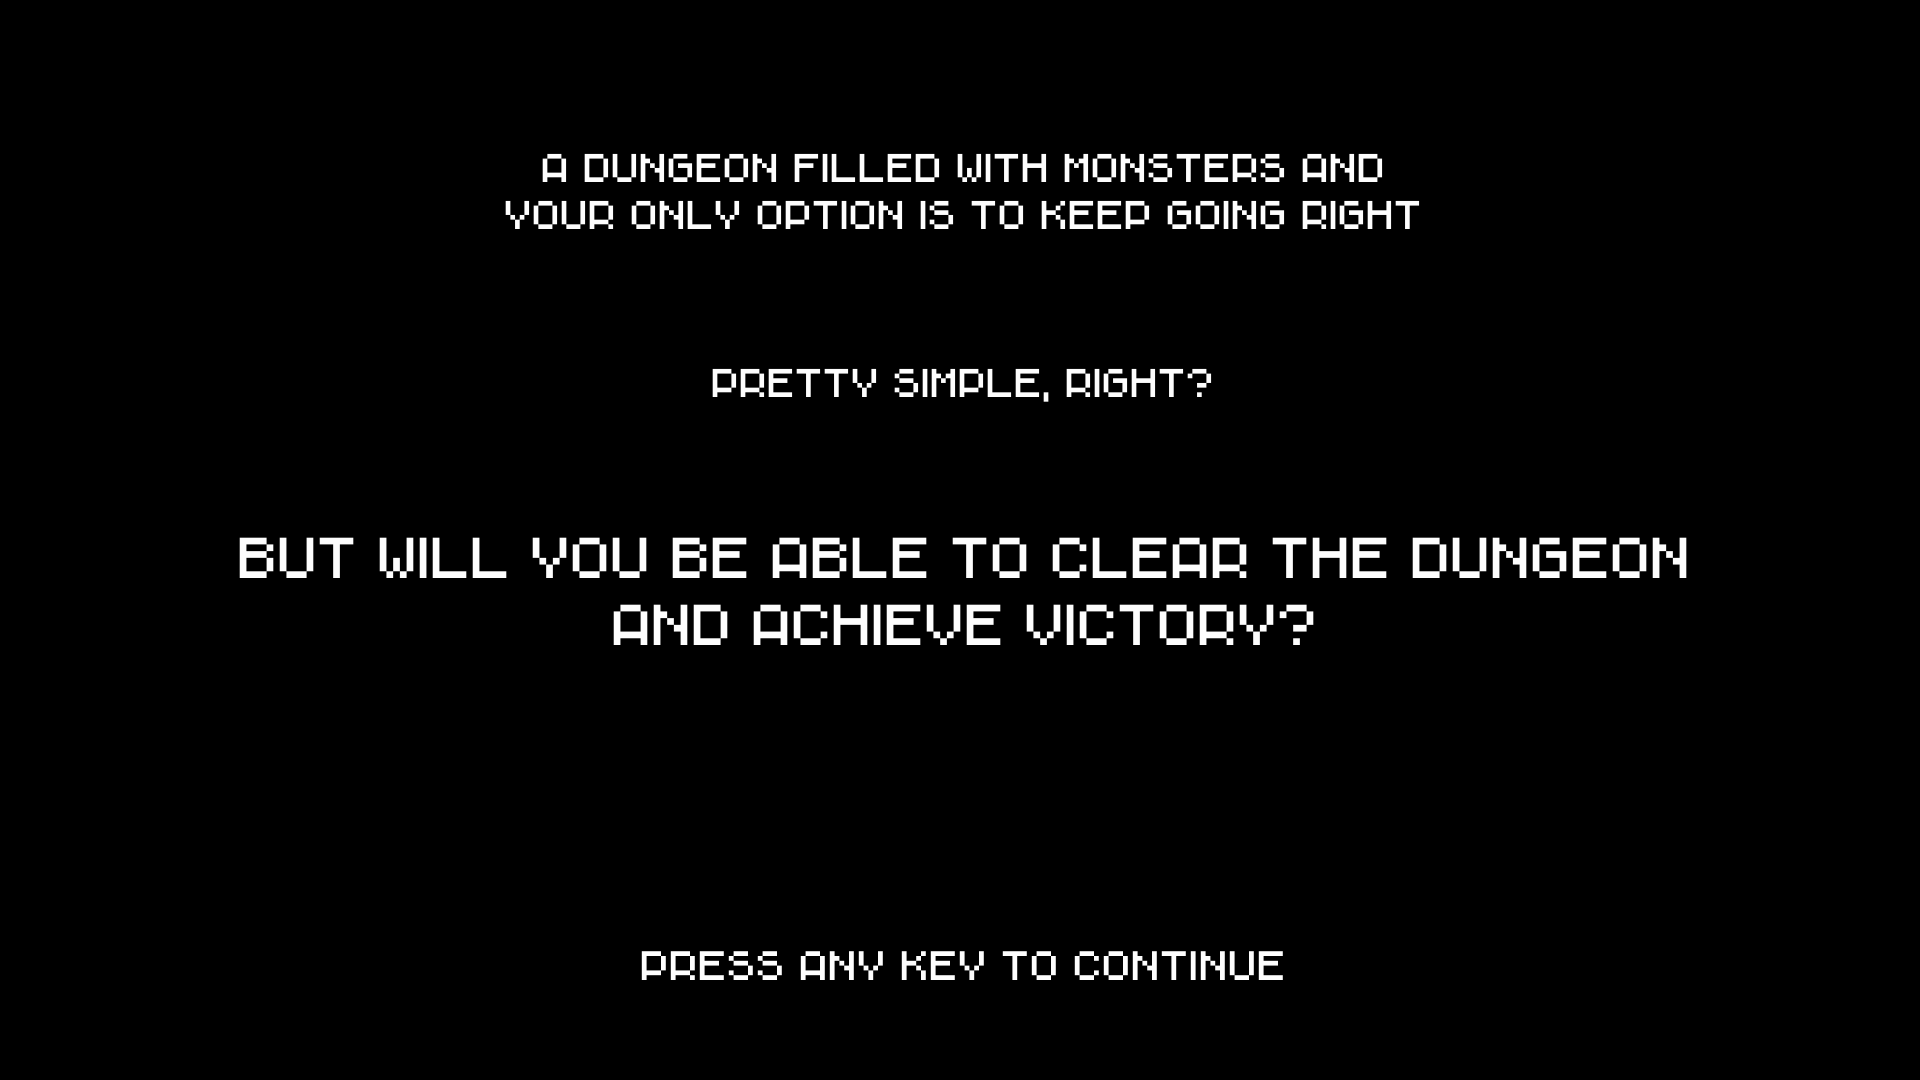 A DUNGEON FILLED WITH MONSTERS AND
YOUR ONLY OPTION IS TO KEEP GOING RIGHT
PRETTY SIMPLE, RIGHT?
BUT WILL YOU BE ABLE TO CLEAR THE DUNGEON
AND ACHIEVE VICTORY?
PRESS ANY KEY TO CONTINUE